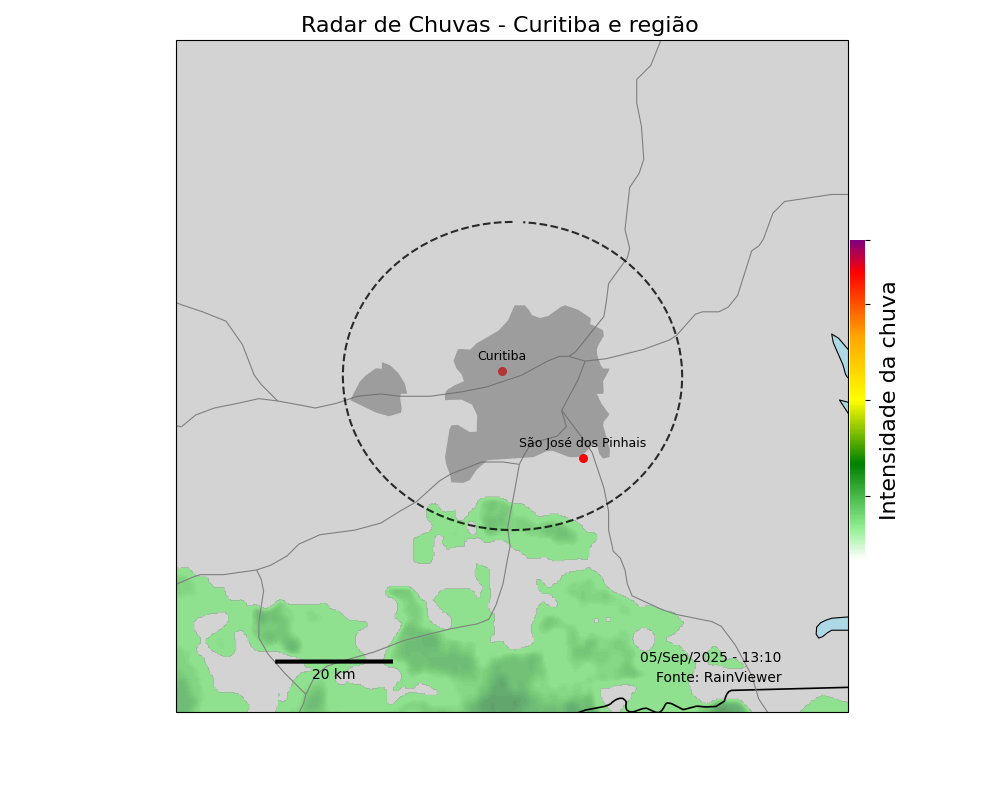 Radar de Chuvas - Curitiba e região
Curitiba
São José dos Pinhais
Intensidade da chuva
05/Sep/2025 - 13:10
20 km
Fonte: RainViewer